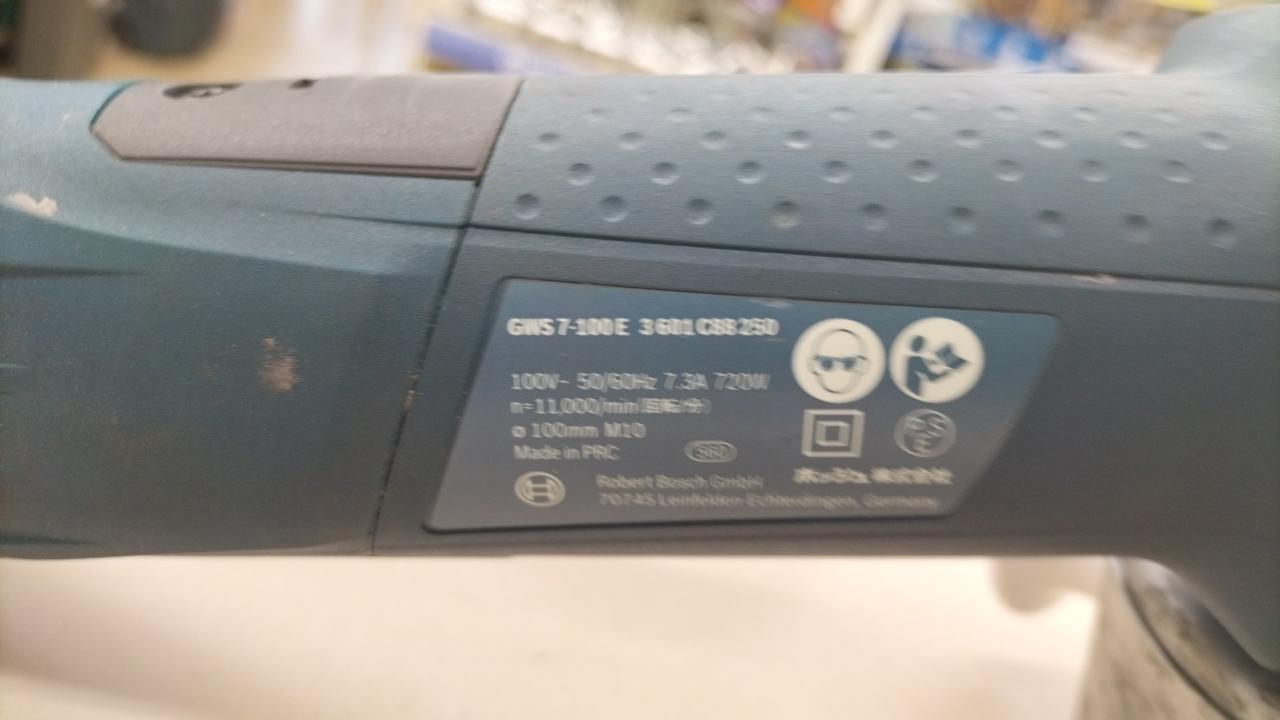 GWS 7-100 E 3 601 C88 250
100V~ 50/60Hz 7.3A 720W
n=11,000/min(回転/分)
ø 100mm M10
Made in PRC
Robert Bosch GmbH
70745 Leinfelden-Echterdingen, Germany
PS
E
ボッシュ株式会社